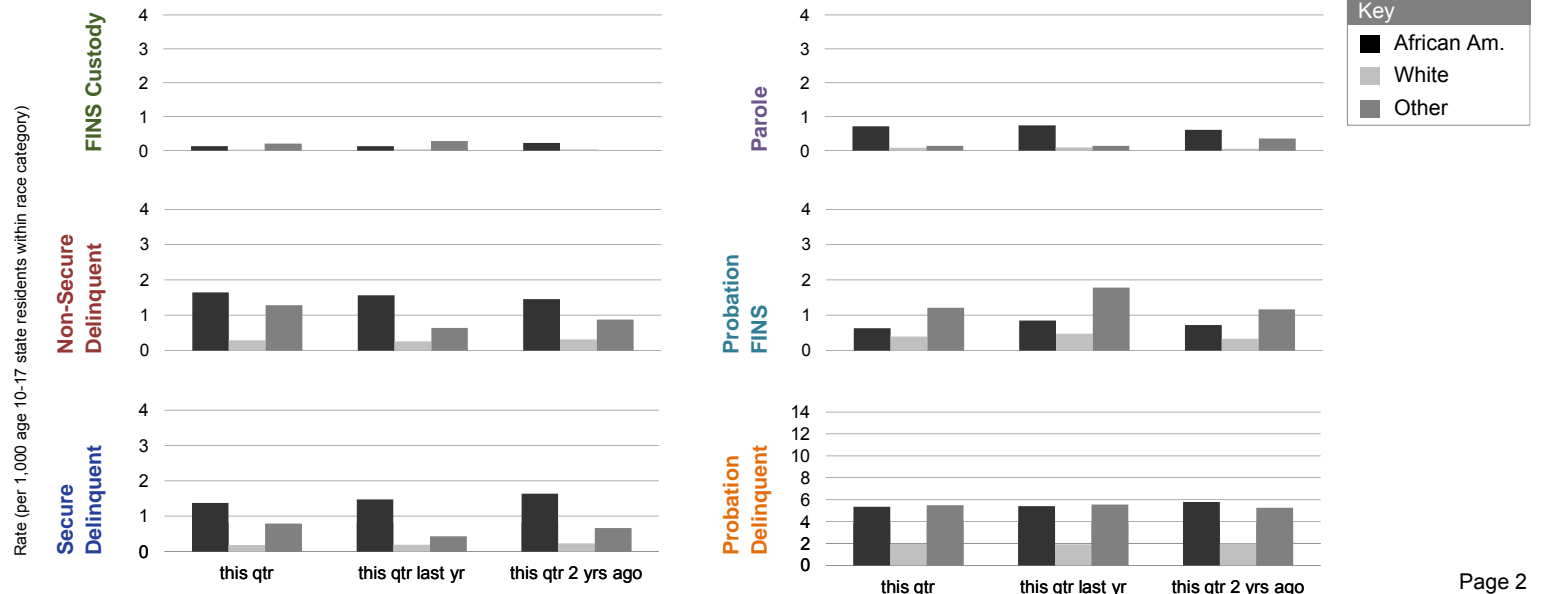 Rate (per 1,000 age 10-17 state residents within race category)
FINS Custody
4
3
2
1
0
Non-Secure
Delinquent
4
3
2
1
0
Secure
Delinquent
4
3
2
1
0
this qtr
this qtr last yr
this qtr 2 yrs ago
Parole
4
3
2
1
0
Probation
FINS
4
3
2
1
0
Probation
Delinquent
14
12
10
8
6
4
2
0
this qtr
this qtr last yr
this qtr 2 yrs ago
Key
African Am.
White
Other
Page 2